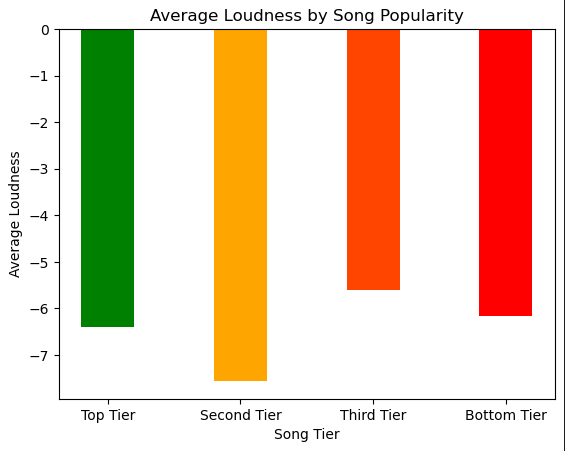 Average Loudness by Song Popularity
Average Loudness
0
−1
−2
−3
−4
−5
−6
−7
Top Tier
Second Tier
Third Tier
Bottom Tier
Song Tier